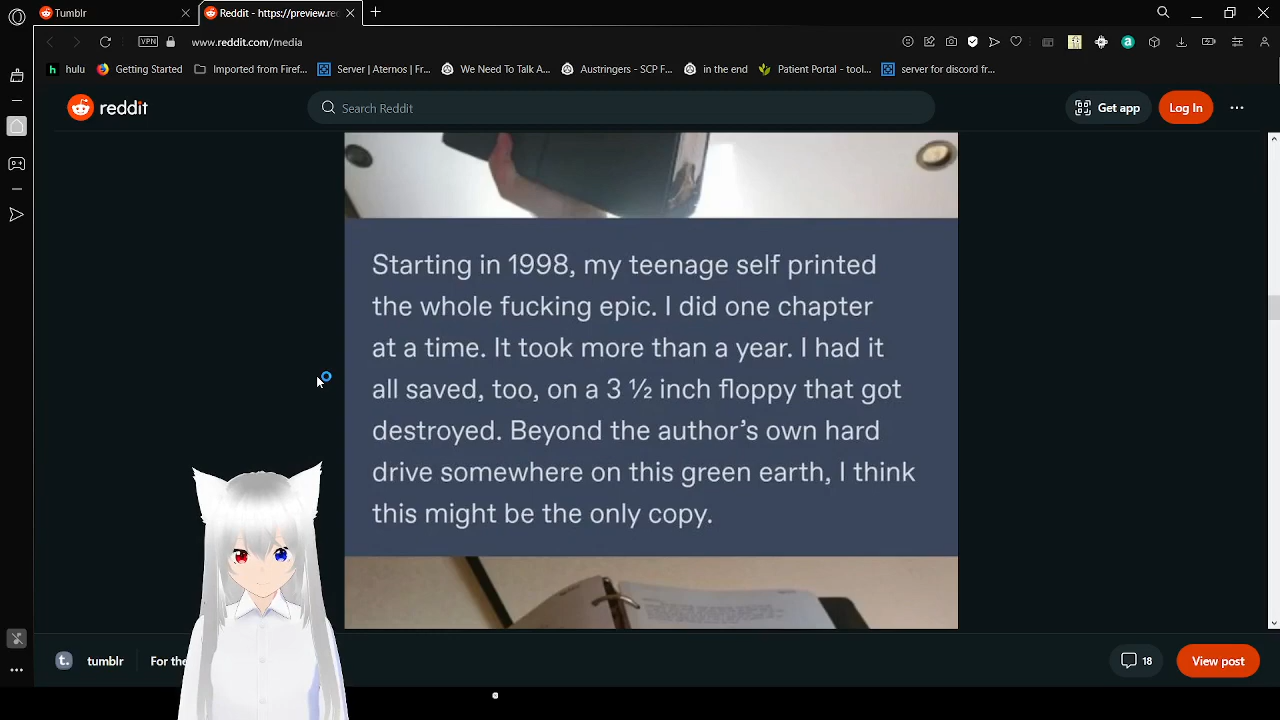 Tumblr
Reddit - https://preview.red
VPN
www.reddit.com/media
h hulu
Getting Started
Imported from Firef...
Server | Aternos | Fr...
We Need To Talk A...
Austringers - SCP F...
in the end
Patient Portal - tool...
server for discord fr...
reddit
Search Reddit
Get app
Log In
Starting in 1998, my teenage self printed
the whole fucking epic. I did one chapter
at a time. It took more than a year. I had it
all saved, too, on a 3 ½ inch floppy that got
destroyed. Beyond the author’s own hard
drive somewhere on this green earth, I think
this might be the only copy.
t.
tumblr
For the
18
View post